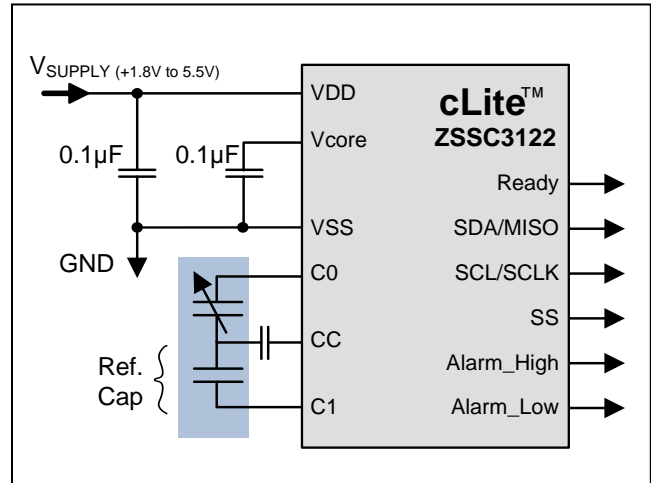 VSUPPLY (+1.8V to 5.5V)
VDD
cLite™
ZSSC3122
0.1µF
0.1µF
Vcore
Ready
VSS
SDA/MISO
GND
C0
SCL/SCLK
SS
CC
Ref.
Cap
Alarm_High
C1
Alarm_Low